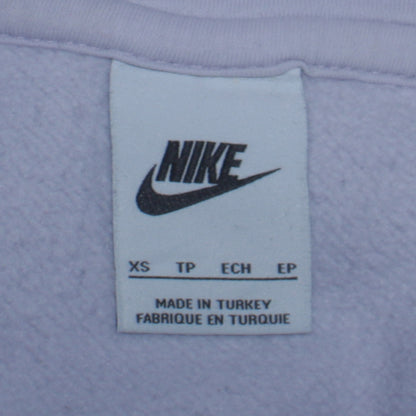 NIKE
XS TP ECH EP
MADE IN TURKEY
FABRIQUE EN TURQUIE